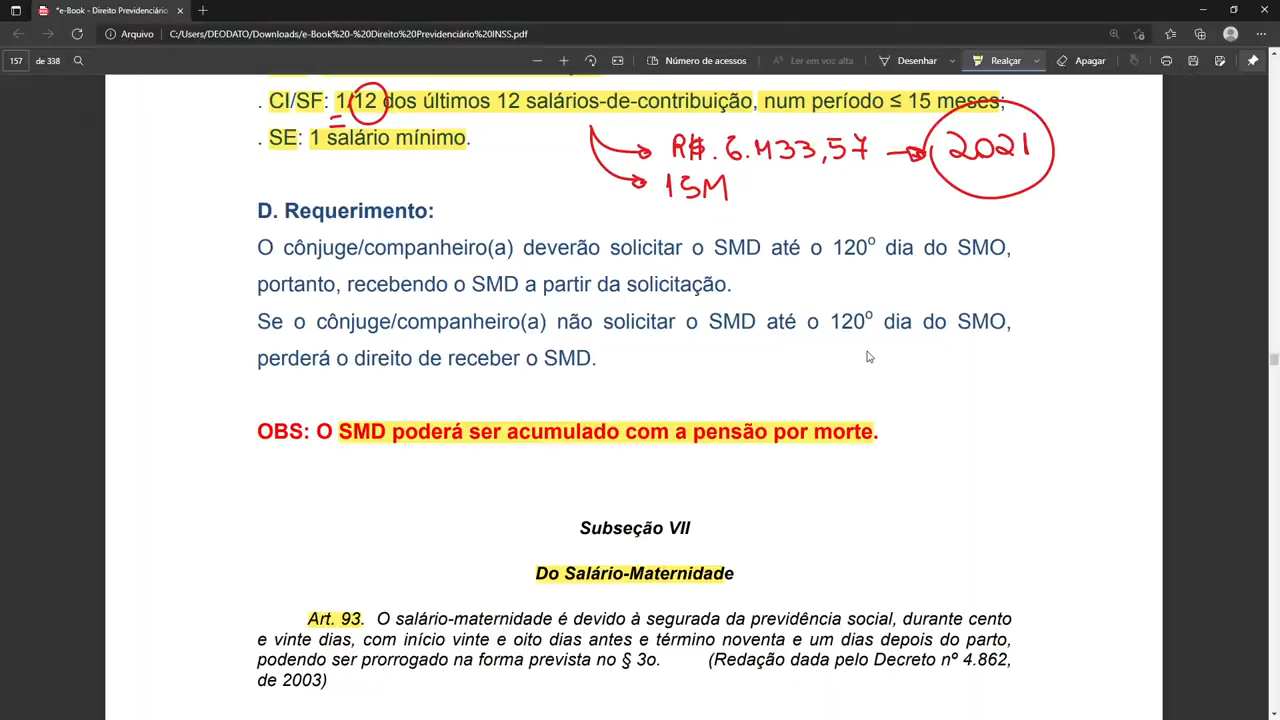 *e-Book - Direito Previdenciário
Arquivo
C:/Users/DEODATO/Downloads/e-Book%20-%20Direito%20Previdenciário%20INSS.pdf
157 de 338
Número de acessos
Ler em voz alta
Desenhar
Realçar
Apagar
. CI/SF: 1/12 dos últimos 12 salários-de-contribuição, num período ≤ 15 meses;
. SE: 1 salário mínimo.
R$. 6.433,57
2021
15M
D. Requerimento:
O cônjuge/companheiro(a) deverão solicitar o SMD até o 120º dia do SMO,
portanto, recebendo o SMD a partir da solicitação.
Se o cônjuge/companheiro(a) não solicitar o SMD até o 120º dia do SMO,
perderá o direito de receber o SMD.
OBS: O SMD poderá ser acumulado com a pensão por morte.
Subseção VII
Do Salário-Maternidade
Art. 93. O salário-maternidade é devido à segurada da previdência social, durante cento
e vinte dias, com início vinte e oito dias antes e término noventa e um dias depois do parto,
podendo ser prorrogado na forma prevista no § 3o. (Redação dada pelo Decreto nº 4.862,
de 2003)